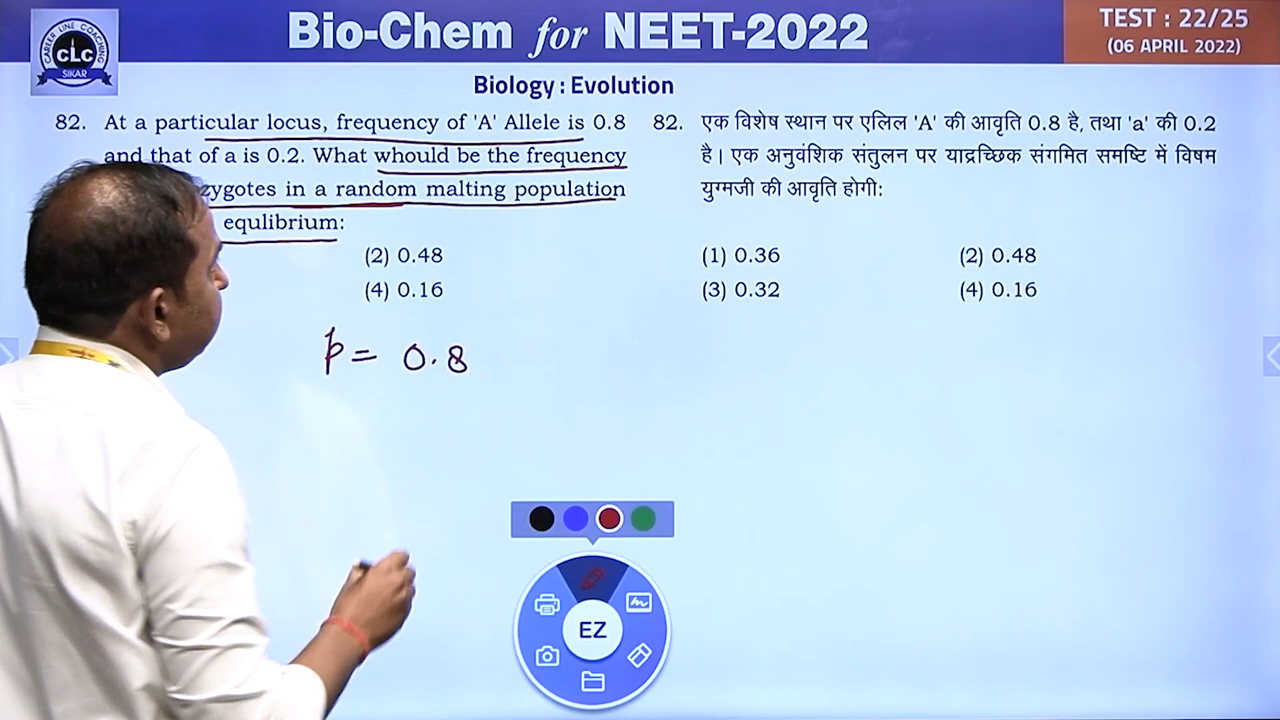 Bio-Chem for NEET-2022
TEST : 22/25
(06 APRIL 2022)
CAREER LINE COACHING
CLC
SIKAR
Biology : Evolution
82. At a particular locus, frequency of 'A' Allele is 0.8
and that of a is 0.2. What whould be the frequency
zygotes in a random malting population
equlibrium:
(2) 0.48
(4) 0.16
p = 0.8
82. एक विशेष स्थान पर एलिल 'A' की आवृति 0.8 है, तथा 'a' की 0.2
है। एक अनुवंशिक संतुलन पर याद्रच्छिक संगमित समष्टि में विषम
युग्मजी की आवृति होगी:
(1) 0.36 (2) 0.48
(3) 0.32 (4) 0.16
EZ